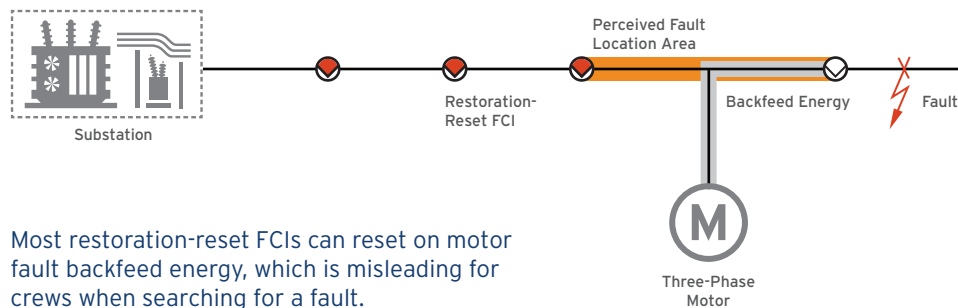 Perceived Fault
Location Area
Restoration-
Reset FCI
Backfeed Energy
Fault
Substation
M
Three-Phase
Motor
Most restoration-reset FCIs can reset on motor
fault backfeed energy, which is misleading for
crews when searching for a fault.